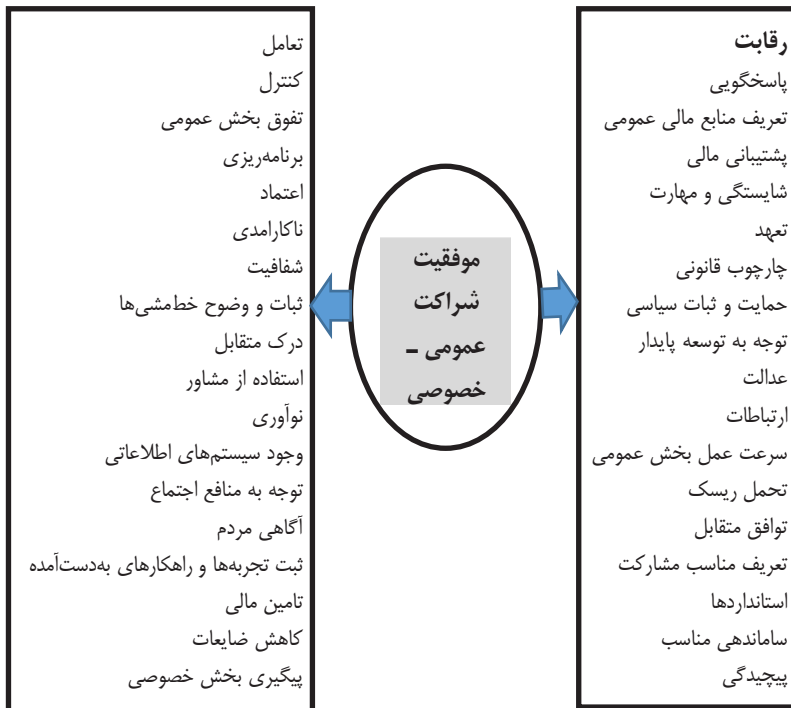 رقابت
پاسخگویی
تعریف منابع مالی عمومی
پشتیبانی مالی
شایستگی و مهارت
تعهد
چارچوب قانونی
حمایت و ثبات سیاسی
توجه به توسعه پایدار
عدالت
ارتباطات
سرعت عمل بخش عمومی
تحمل ریسک
توافق متقابل
تعریف مناسب مشارکت
استانداردها
ساماندهی مناسب
پیچیدگی
موفقیت
شراکت
عمومی –
خصوصی
تعامل
کنترل
تفوق بخش عمومی
برنامه‌ریزی
اعتماد
ناکارامدی
شفافیت
ثبات و وضوح خط‌مشی‌ها
درک متقابل
استفاده از مشاور
نوآوری
وجود سیستم‌های اطلاعاتی
توجه به منافع اجتماع
آگاهی مردم
ثبت تجربه‌ها و راهکارهای به‌دست‌آمده
تامین مالی
کاهش ضایعات
پیگیری بخش خصوصی